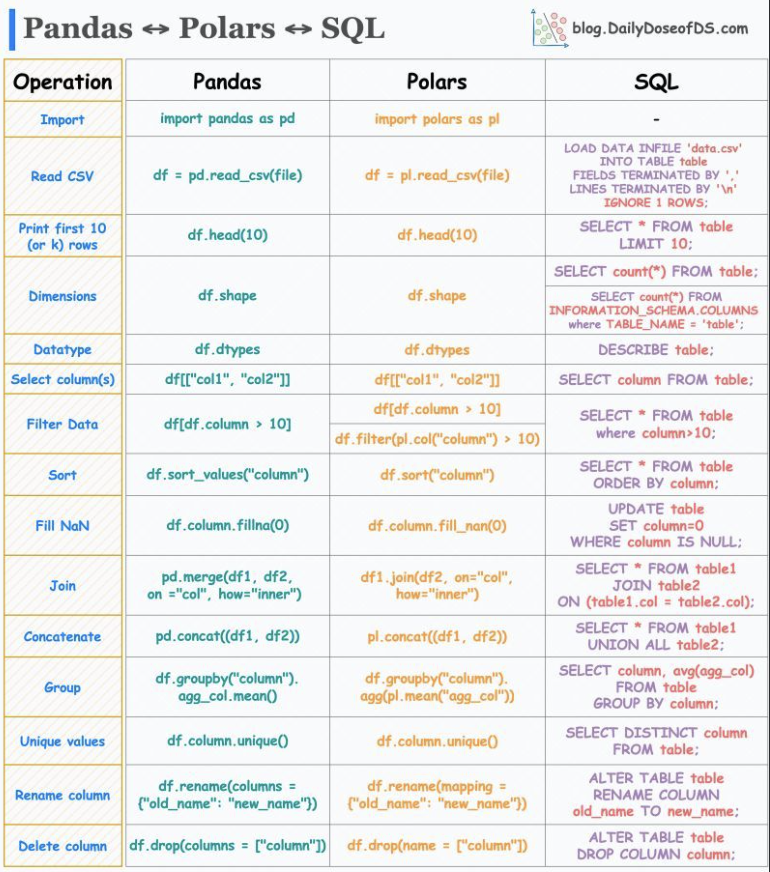 Pandas ↔ Polars ↔ SQL
blog.DailyDoseofDS.com
Operation
Pandas
Polars
SQL
Import
import pandas as pd
import polars as pl
-
Read CSV
df = pd.read_csv(file)
df = pl.read_csv(file)
LOAD DATA INFILE 'data.csv'
INTO TABLE table
FIELDS TERMINATED BY ','
LINES TERMINATED BY '\n'
IGNORE 1 ROWS;
Print first 10
(or k) rows
df.head(10)
df.head(10)
SELECT * FROM table
LIMIT 10;
Dimensions
df.shape
df.shape
SELECT count(*) FROM table;
SELECT count(*) FROM
INFORMATION_SCHEMA.COLUMNS
where TABLE_NAME = 'table';
Datatype
df.dtypes
df.dtypes
DESCRIBE table;
Select column(s)
df[["col1", "col2"]]
df[["col1", "col2"]]
SELECT column FROM table;
Filter Data
df[df.column > 10]
df[df.column > 10]
df.filter(pl.col("column") > 10)
SELECT * FROM table
where column>10;
Sort
df.sort_values("column")
df.sort("column")
SELECT * FROM table
ORDER BY column;
Fill NaN
df.column.fillna(0)
df.column.fill_nan(0)
UPDATE table
SET column=0
WHERE column IS NULL;
Join
pd.merge(df1, df2,
on ="col", how="inner")
df1.join(df2, on="col",
how="inner")
SELECT * FROM table1
JOIN table2
ON (table1.col = table2.col);
Concatenate
pd.concat((df1, df2))
pl.concat((df1, df2))
SELECT * FROM table1
UNION ALL table2;
Group
df.groupby("column").
agg_col.mean()
df.groupby("column").
agg(pl.mean("agg_col"))
SELECT column, avg(agg_col)
FROM table
GROUP BY column;
Unique values
df.column.unique()
df.column.unique()
SELECT DISTINCT column
FROM table;
Rename column
df.rename(columns =
{"old_name": "new_name"})
df.rename(mapping =
{"old_name": "new_name"})
ALTER TABLE table
RENAME COLUMN
old_name TO new_name;
Delete column
df.drop(columns = ["column"])
df.drop(name = ["column"])
ALTER TABLE table
DROP COLUMN column;